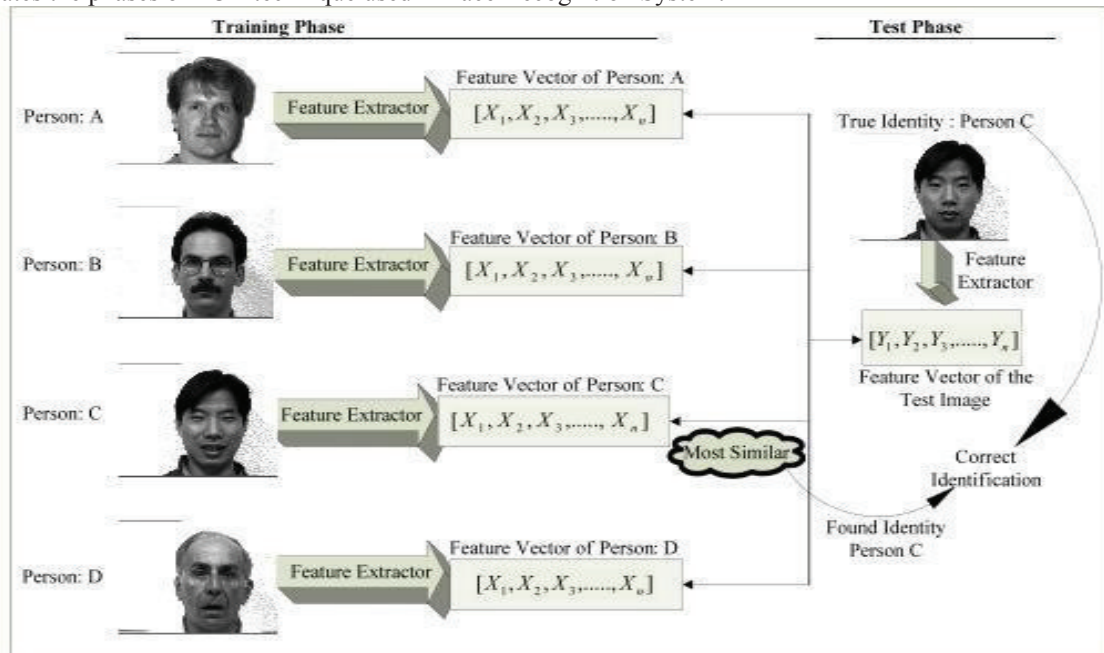 Training Phase
Test Phase
Person: A
Feature Extractor
Feature Vector of Person: A
[X₁, X₂, X₃,....., Xₙ]
True Identity : Person C
Person: B
Feature Extractor
Feature Vector of Person: B
[X₁, X₂, X₃,....., Xₙ]
Feature
Extractor
[Y₁, Y₂, Y₃,....., Yₙ]
Feature Vector of the
Test Image
Person: C
Feature Extractor
Feature Vector of Person: C
[X₁, X₂, X₃,....., Xₙ]
Most Similar
Correct
Identification
Found Identity
Person C
Person: D
Feature Extractor
Feature Vector of Person: D
[X₁, X₂, X₃,....., Xₙ]